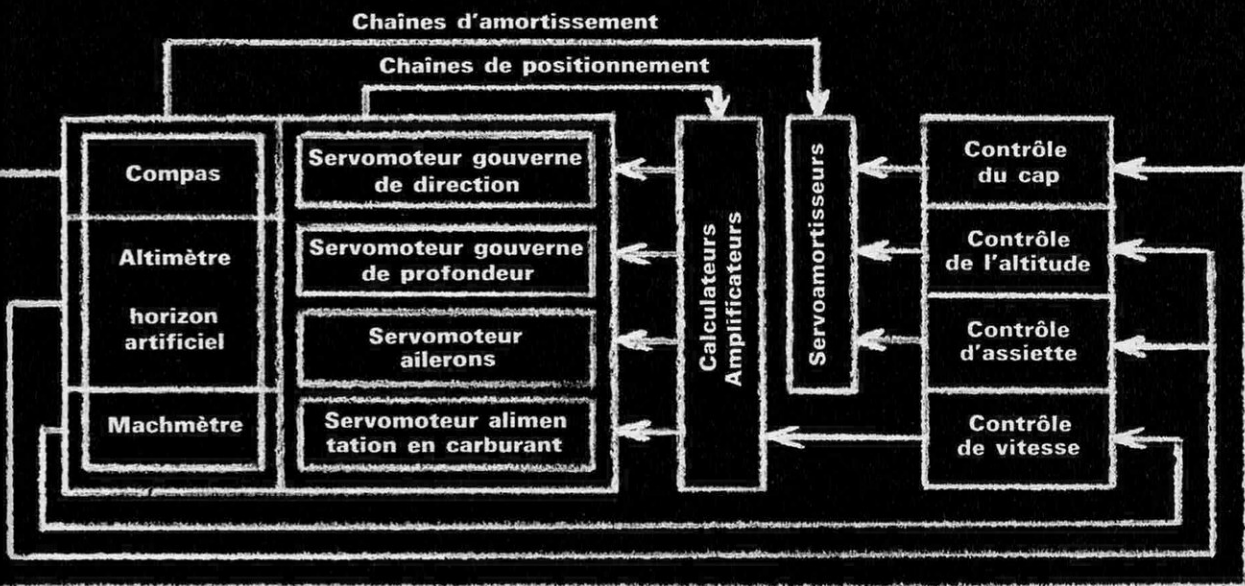 Chaînes d'amortissement
Chaînes de positionnement
Compas
Altimètre
horizon
artificiel
Machmètre
Servomoteur gouverne
de direction
Servomoteur gouverne
de profondeur
Servomoteur
ailerons
Servomoteur alimen
tation en carburant
Calculateurs
Amplificateurs
Servoamortisseurs
Contrôle
du cap
Contrôle
de l'altitude
Contrôle
d'assiette
Contrôle
de vitesse